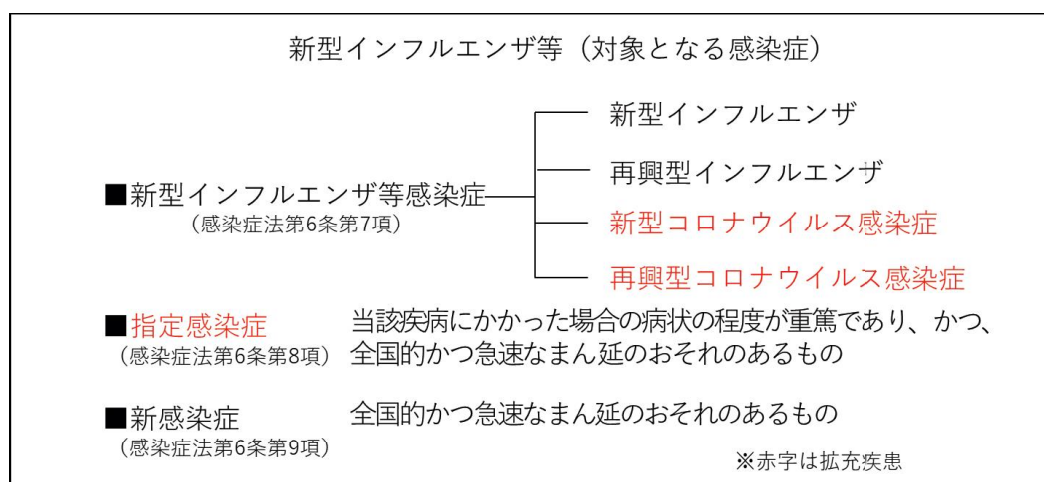 新型インフルエンザ等（対象となる感染症）
■新型インフルエンザ等感染症
（感染症法第6条第7項）
新型インフルエンザ
再興型インフルエンザ
新型コロナウイルス感染症
再興型コロナウイルス感染症
■指定感染症
（感染症法第6条第8項）
当該疾病にかかった場合の病状の程度が重篤であり、かつ、
全国的かつ急速なまん延のおそれのあるもの
■新感染症
（感染症法第6条第9項）
全国的かつ急速なまん延のおそれのあるもの
※赤字は拡充疾患